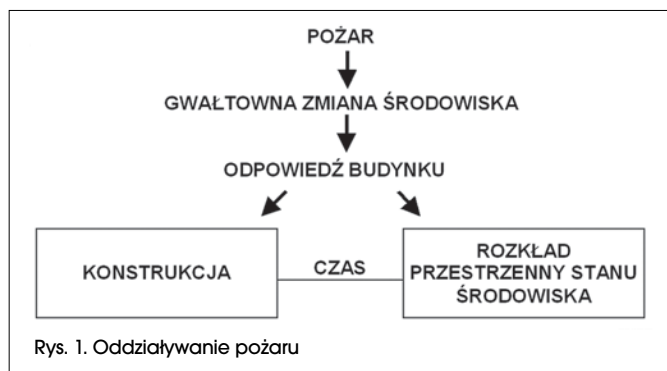 POŻAR
GWAŁTOWNA ZMIANA ŚRODOWISKA
ODPOWIEDŹ BUDYNKU
KONSTRUKCJA
CZAS
ROZKŁAD
PRZESTRZENNY STANU
ŚRODOWISKA
Rys. 1. Oddziaływanie pożaru